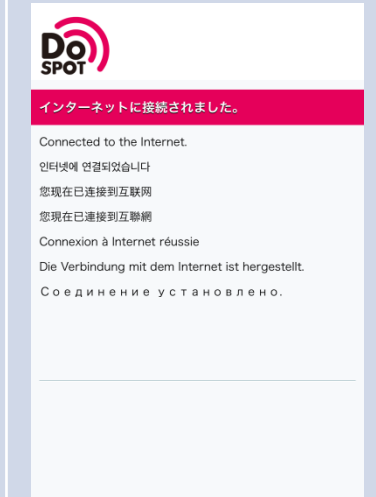 Do
SPOT
インターネットに接続されました。
Connected to the Internet.
인터넷에 연결되었습니다
您现在已连接到互联网
您現在已連接到互聯網
Connexion à Internet réussie
Die Verbindung mit dem Internet ist hergestellt.
Соединение установлено.